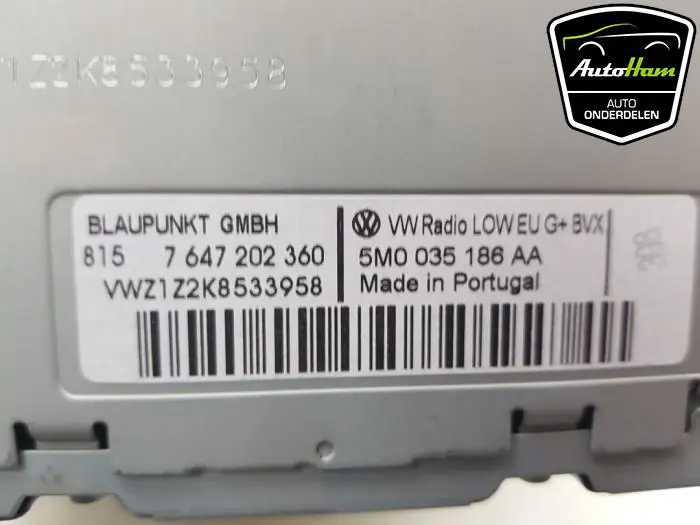 1Z2K8533958
AutoHam
AUTO
ONDERDELEN
BLAUPUNKT GMBH
815 7 647 202 360
VWZ1Z2K8533958
VW Radio LOW EU G+ BVX
5M0 035 186 AA
Made in Portugal